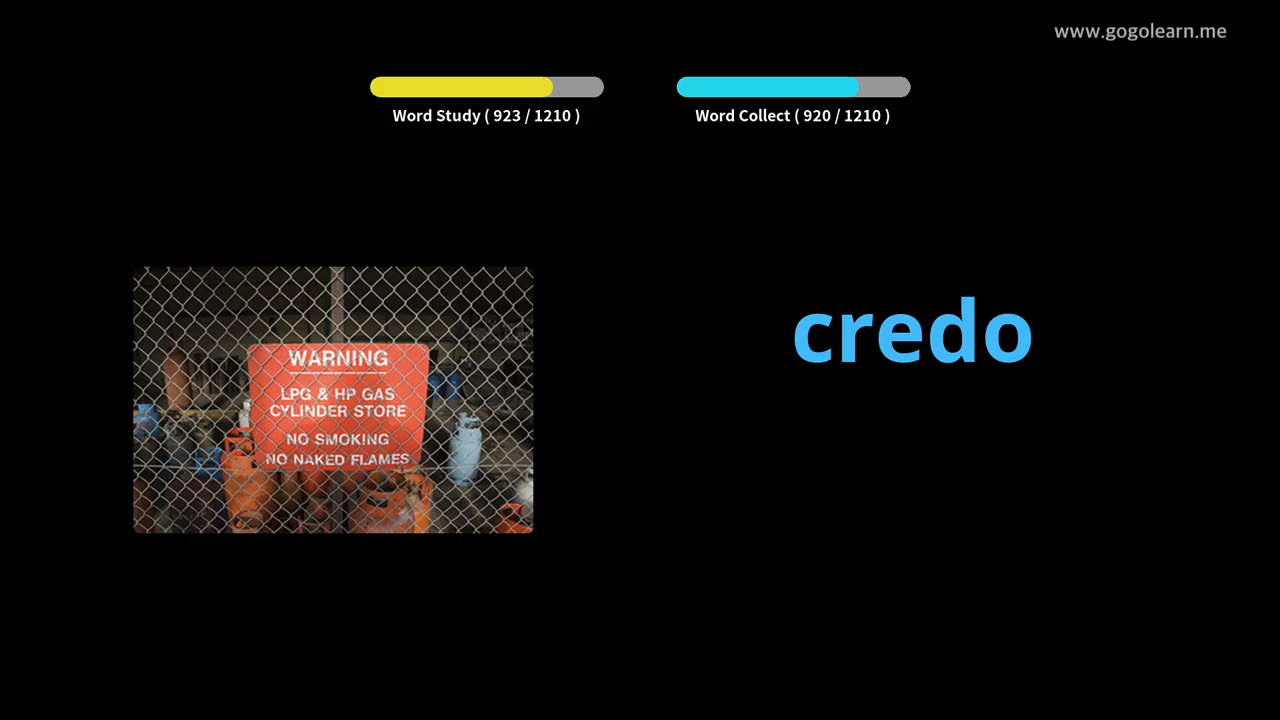 www.gogolearn.me
Word Study ( 923 / 1210 )
Word Collect ( 920 / 1210 )
credo
WARNING
LPG & HP GAS
CYLINDER STORE
NO SMOKING
NO NAKED FLAMES